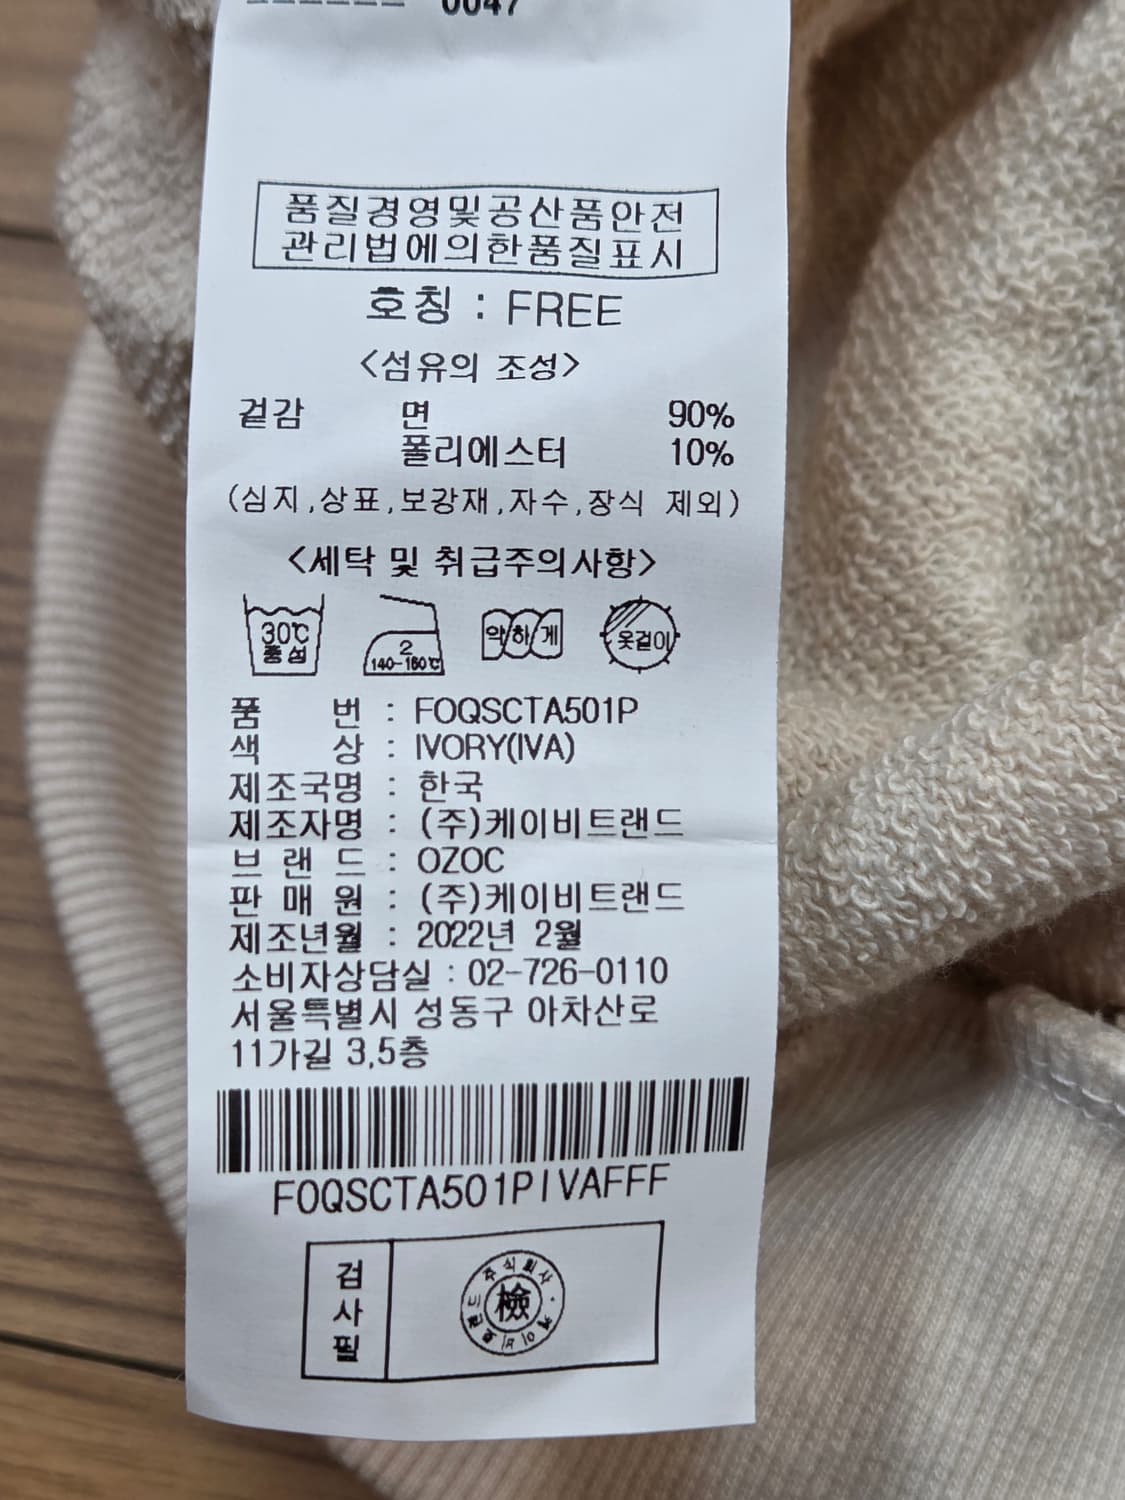 0047
품질경영및공산품안전
관리법에의한품질표시
호칭 : FREE
<섬유의 조성>
겉감 면 90%
폴리에스터 10%
(심지,상표,보강재,자수,장식 제외)
<세탁 및 취급주의사항>
30℃ 중성 2 140~160℃ 약하게 옷걸이
품 번 : FOQSCTA501P
색 상 : IVORY(IVA)
제조국명 : 한국
제조자명 : (주)케이비트랜드
브 랜 드 : OZOC
판 매 원 : (주)케이비트랜드
제조년월 : 2022년 2월
소비자상담실 : 02-726-0110
서울특별시 성동구 아차산로
11가길 3,5층
FOQSCTA501PIVAFFF
검사필
주식회사
檢